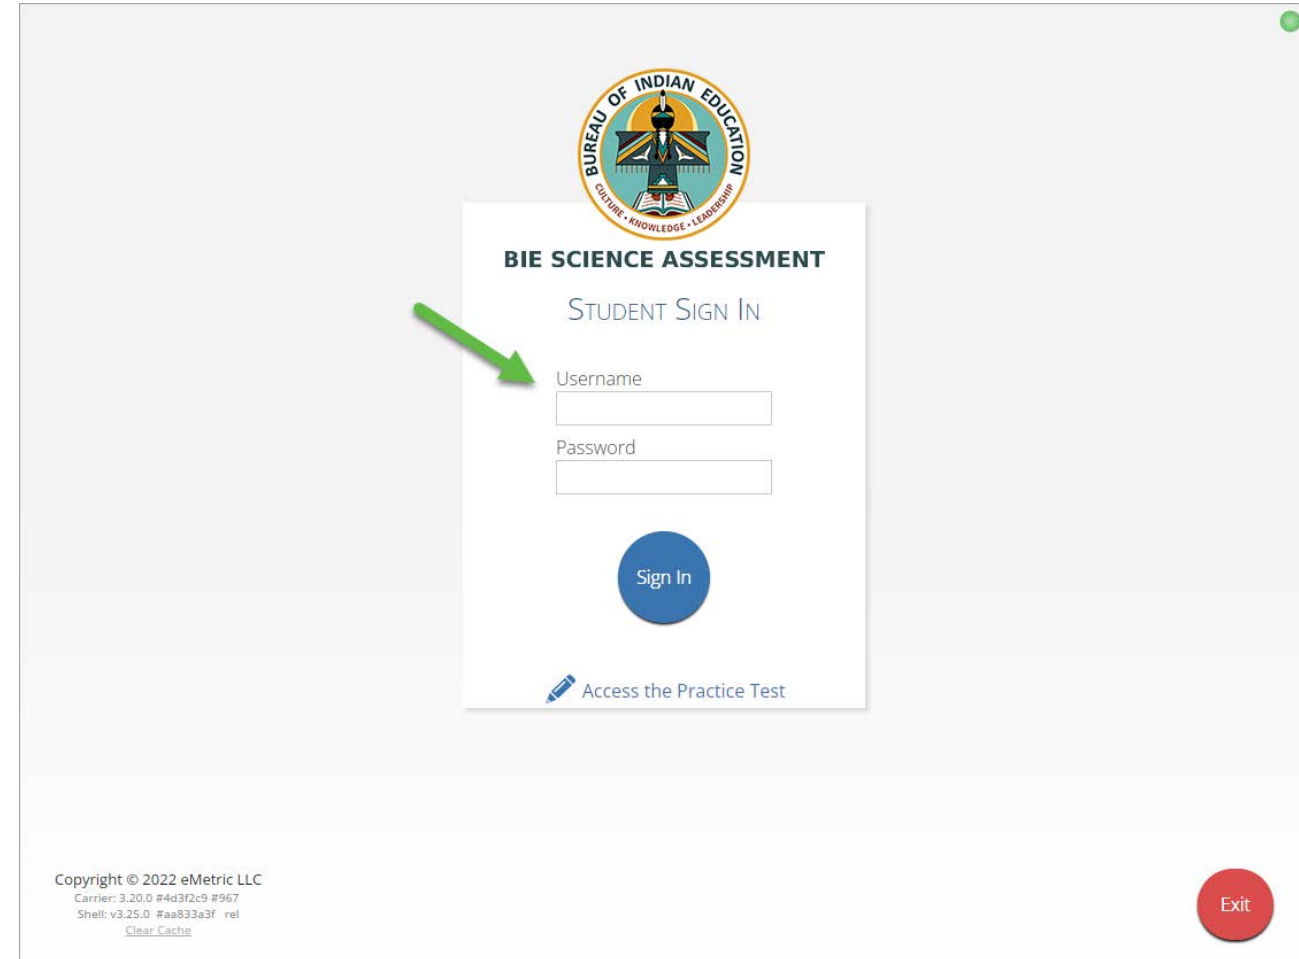 BUREAU OF INDIAN EDUCATION
CULTURE • KNOWLEDGE • LEADERSHIP
BIE SCIENCE ASSESSMENT
Student Sign In
Username
Password
Sign In
Access the Practice Test
Copyright © 2022 eMetric LLC
Carrier: 3.20.0 #4d3f2c9 #967
Shell: v3.25.0 #aa833a3f rel
Clear Cache
Exit